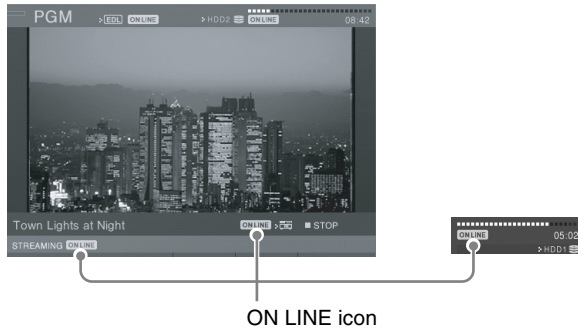 PGM EDL ON LINE HDD2 ON LINE 08:42
Town Lights at Night ON LINE STOP
STREAMING ON LINE
ON LINE 05:02
HDD1
ON LINE icon